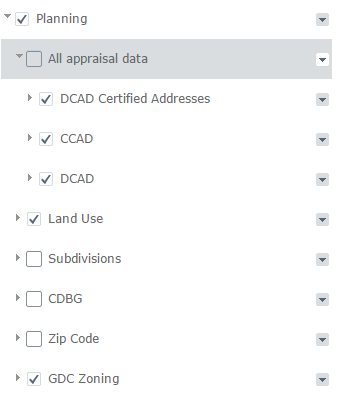 Planning
All appraisal data
DCAD Certified Addresses
CCAD
DCAD
Land Use
Subdivisions
CDBG
Zip Code
GDC Zoning